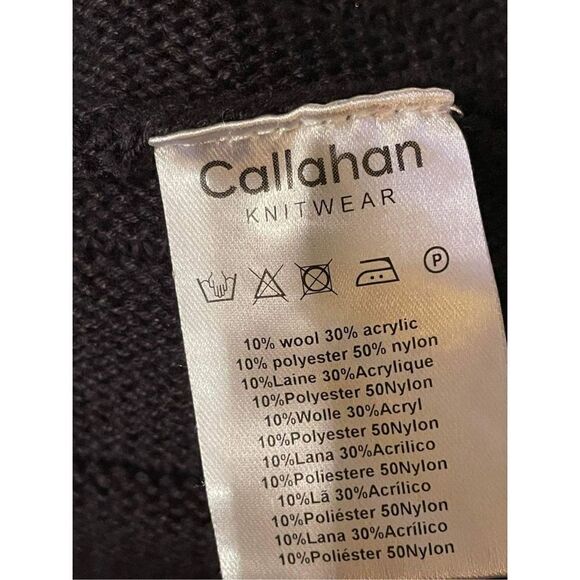 Callahan
KNITWEAR
P
10% wool 30% acrylic
10% polyester 50% nylon
10%Laine 30%Acrylique
10%Polyester 50Nylon
10%Wolle 30%Acryl
10%Polyester 50Nylon
10%Lana 30%Acrilico
10%Poliestere 50Nylon
10%Lã 30%Acrílico
10%Poliéster 50Nylon
10%Lana 30%Acrílico
10%Poliéster 50Nylon